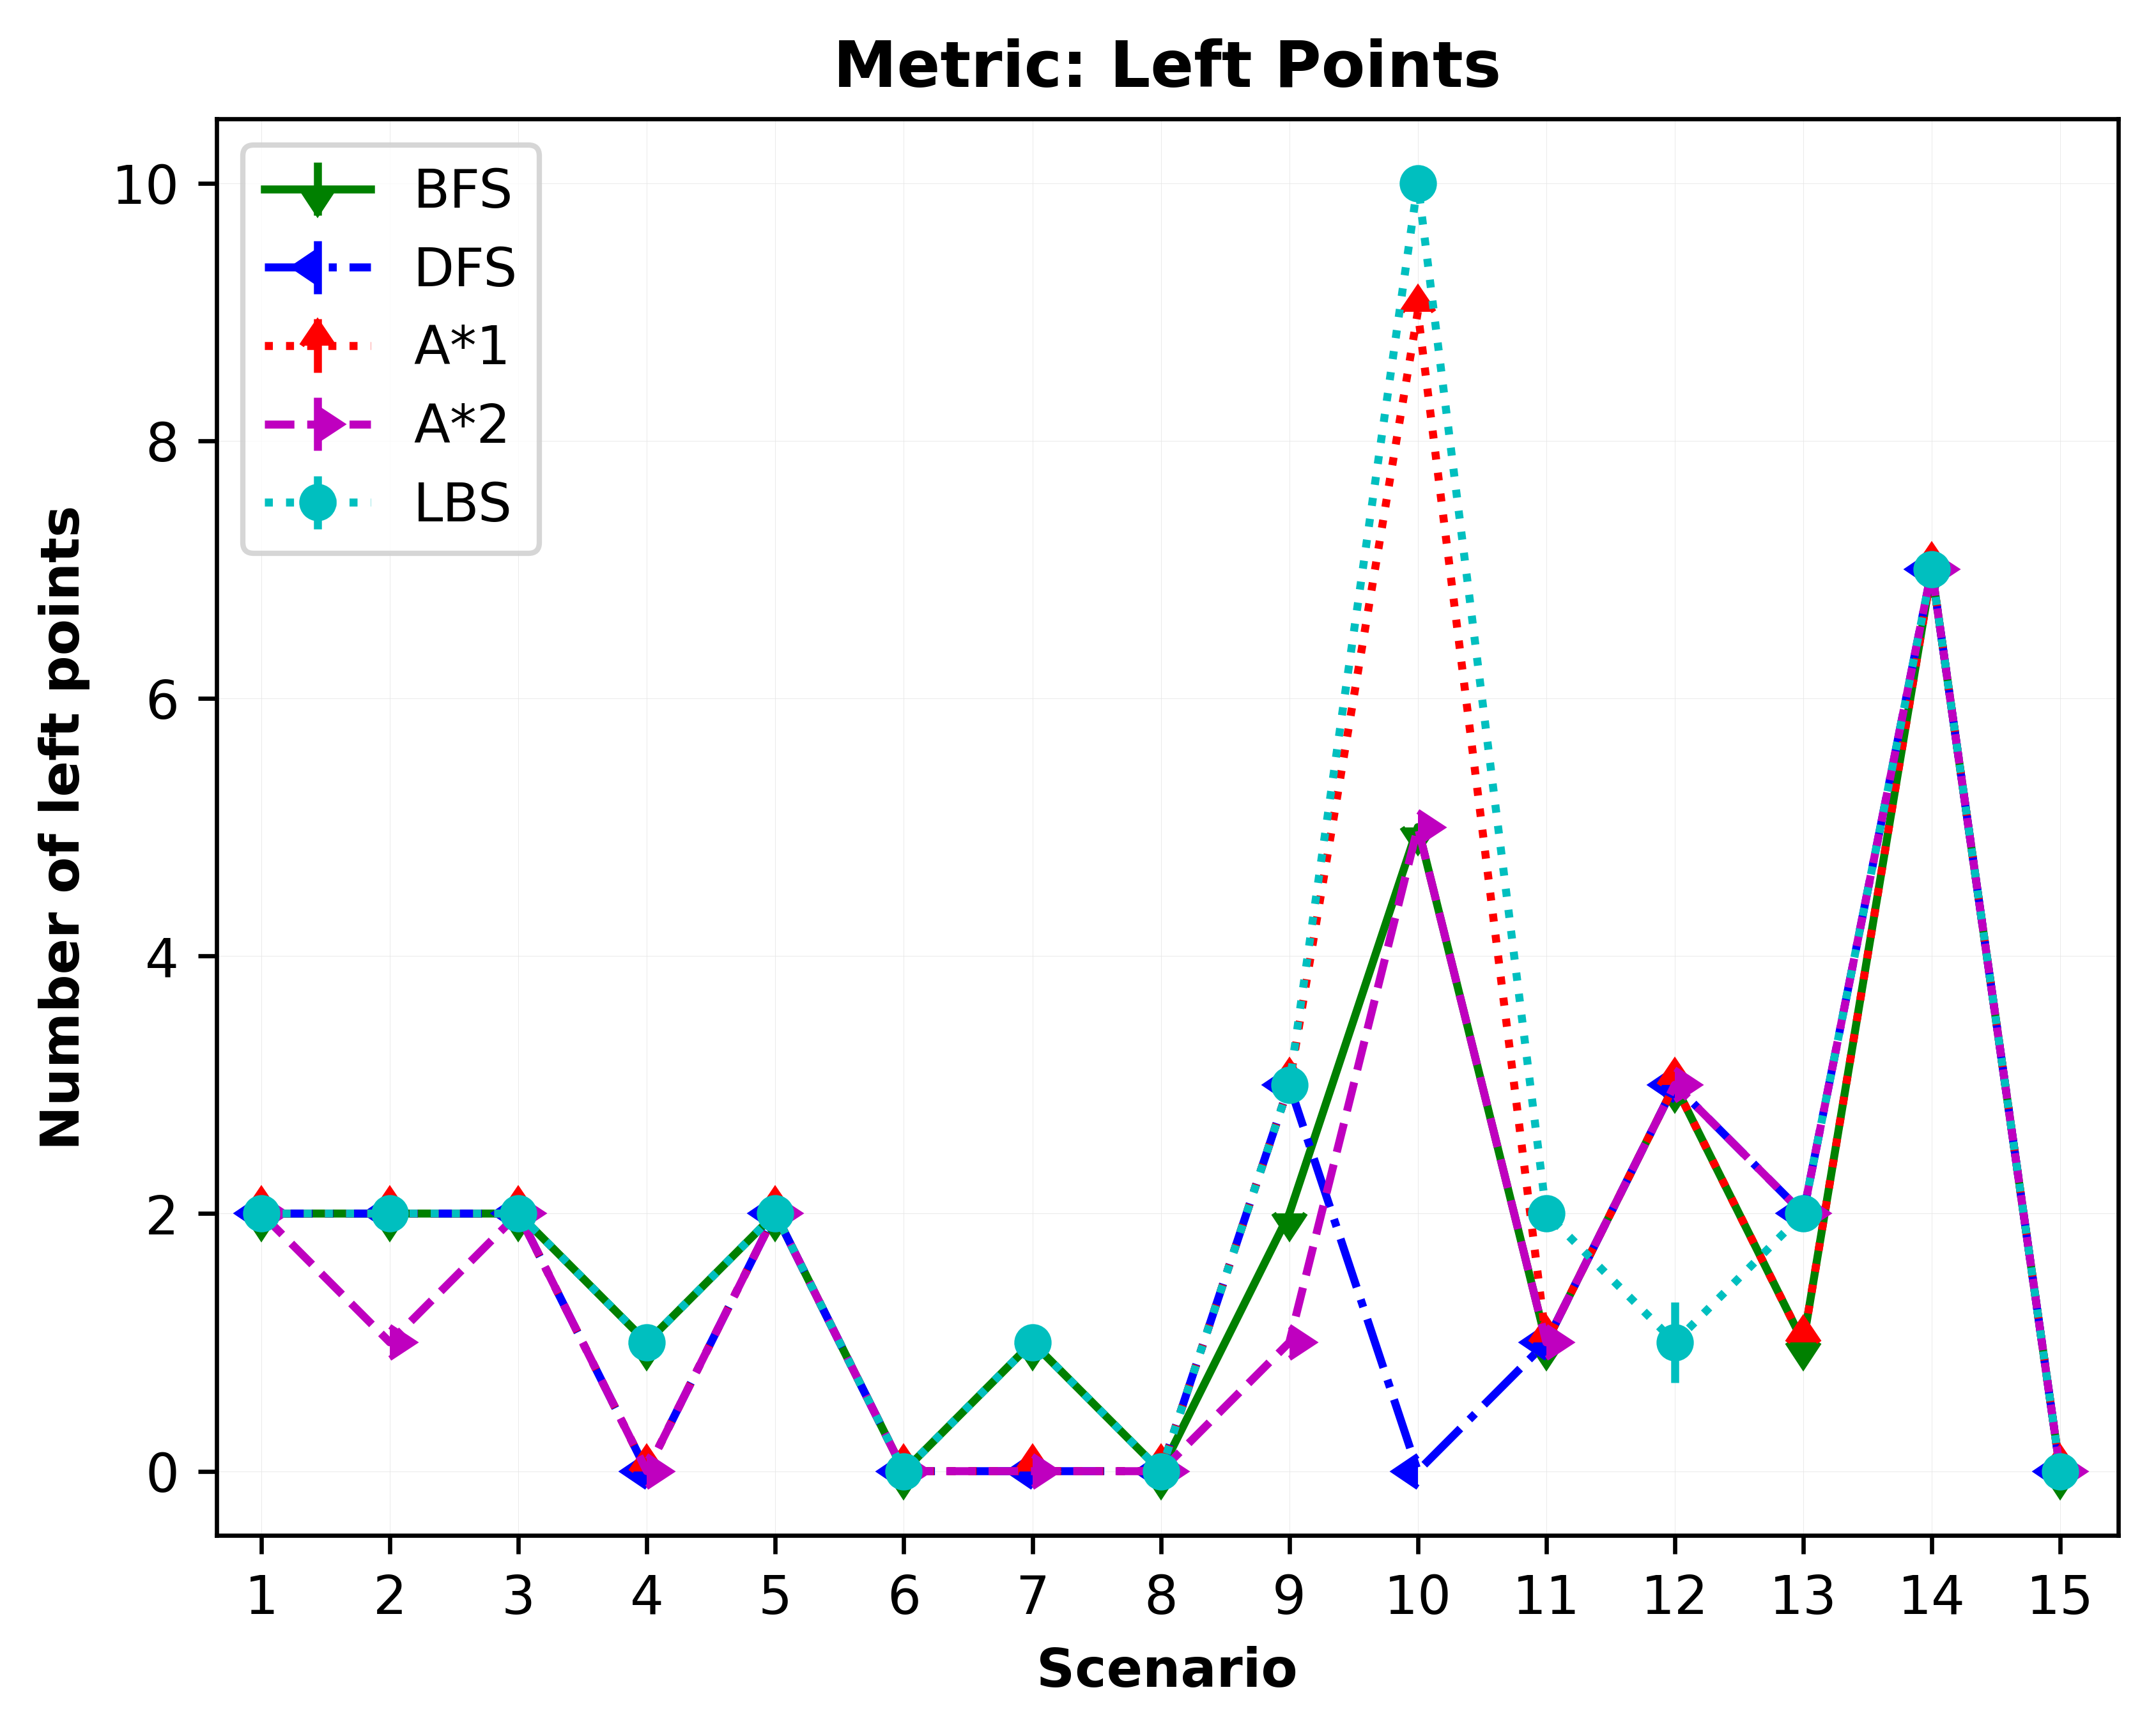 Metric: Left Points
10
8
6
4
2
0
Number of left points
BFS
DFS
A*1
A*2
LBS
1 2 3 4 5 6 7 8 9 10 11 12 13 14 15
Scenario